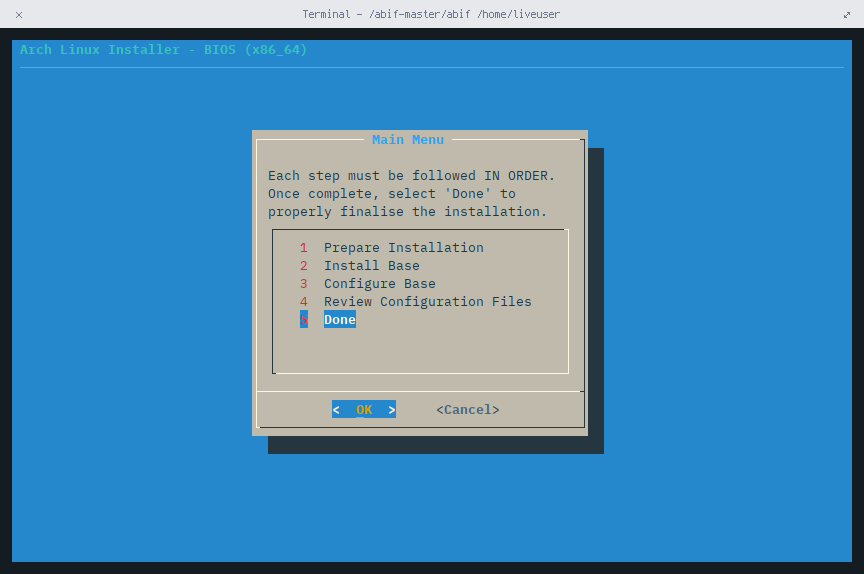 Terminal - /abif-master/abif /home/liveuser
Arch Linux Installer - BIOS (x86_64)
Main Menu
Each step must be followed IN ORDER.
Once complete, select 'Done' to
properly finalise the installation.
1 Prepare Installation
2 Install Base
3 Configure Base
4 Review Configuration Files
5 Done
< OK > <Cancel>